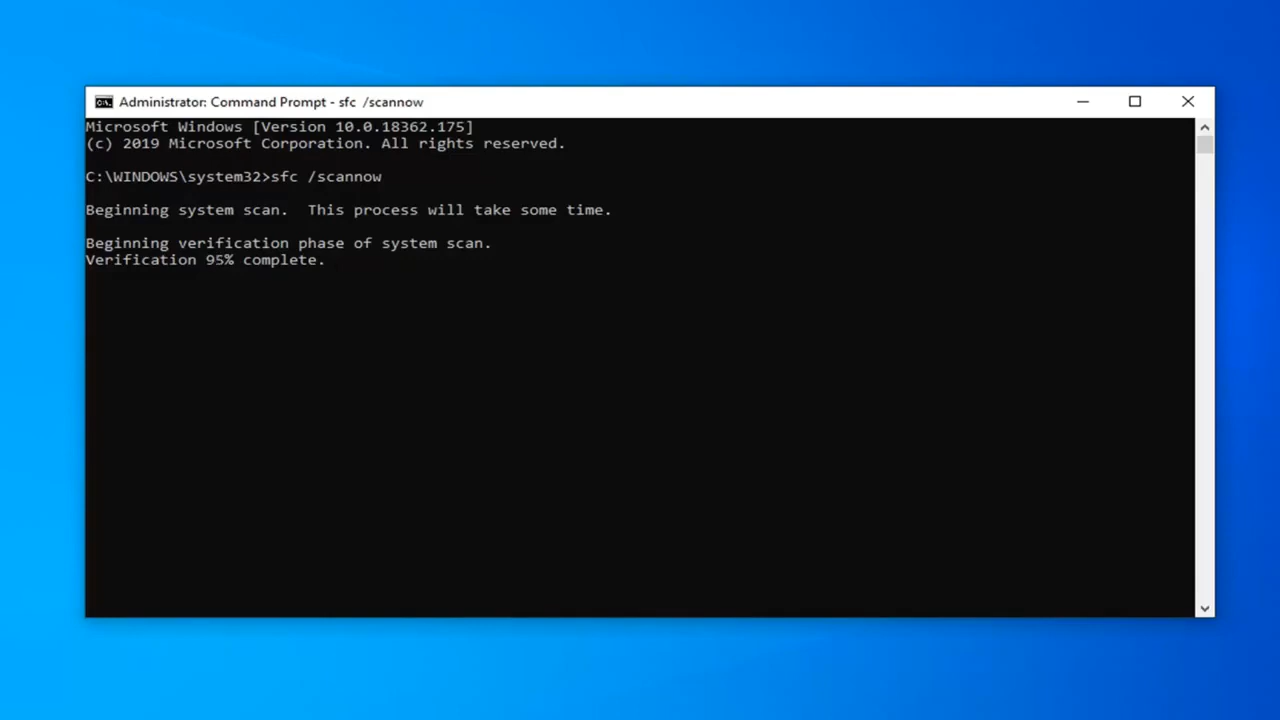 Administrator: Command Prompt - sfc  /scannow
Microsoft Windows [Version 10.0.18362.175]
(c) 2019 Microsoft Corporation. All rights reserved.
C:\WINDOWS\system32>sfc /scannow
Beginning system scan.  This process will take some time.
Beginning verification phase of system scan.
Verification 95% complete.